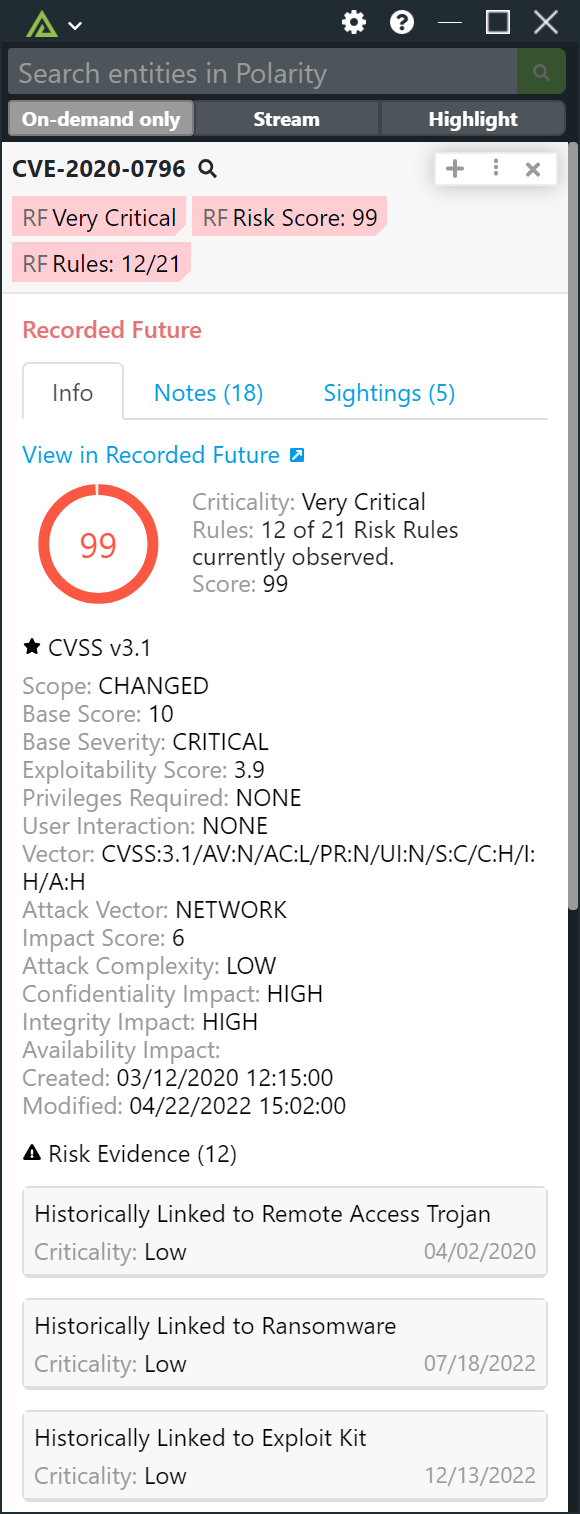 Search entities in Polarity
On-demand only Stream Highlight
CVE-2020-0796
RF Very Critical RF Risk Score: 99
RF Rules: 12/21
Recorded Future
Info Notes (18) Sightings (5)
View in Recorded Future
99
Criticality: Very Critical
Rules: 12 of 21 Risk Rules
currently observed.
Score: 99
CVSS v3.1
Scope: CHANGED
Base Score: 10
Base Severity: CRITICAL
Exploitability Score: 3.9
Privileges Required: NONE
User Interaction: NONE
Vector: CVSS:3.1/AV:N/AC:L/PR:N/UI:N/S:C/C:H/I:
H/A:H
Attack Vector: NETWORK
Impact Score: 6
Attack Complexity: LOW
Confidentiality Impact: HIGH
Integrity Impact: HIGH
Availability Impact:
Created: 03/12/2020 12:15:00
Modified: 04/22/2022 15:02:00
Risk Evidence (12)
Historically Linked to Remote Access Trojan
Criticality: Low 04/02/2020
Historically Linked to Ransomware
Criticality: Low 07/18/2022
Historically Linked to Exploit Kit
Criticality: Low 12/13/2022